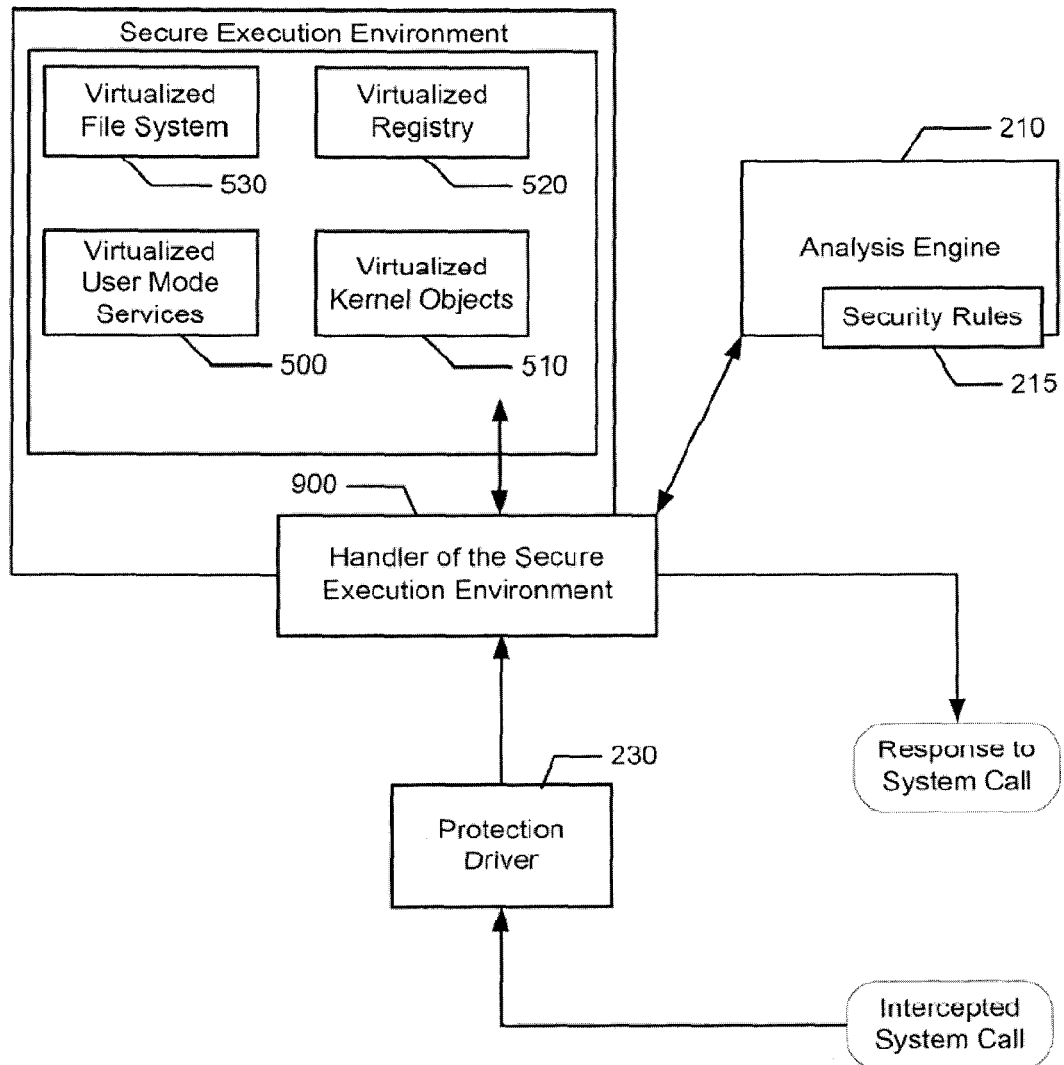 Secure Execution Environment
Virtualized
File System
530
Virtualized
Registry
520
Virtualized
User Mode
Services
500
Virtualized
Kernel Objects
510
210
Analysis Engine
Security Rules
215
900
Handler of the Secure
Execution Environment
Response to
System Call
230
Protection
Driver
Intercepted
System Call